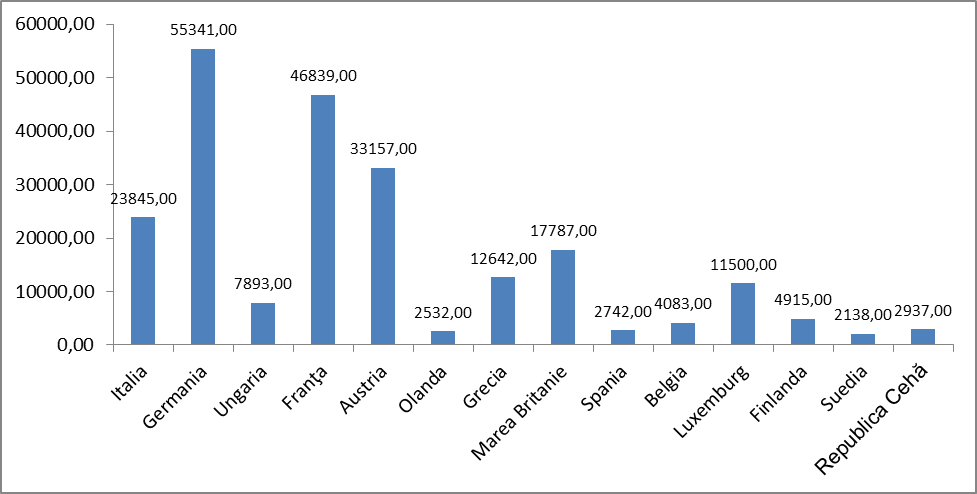 60000,00
50000,00
40000,00
30000,00
20000,00
10000,00
0,00
23845,00
55341,00
7893,00
46839,00
33157,00
2532,00
12642,00
17787,00
2742,00
4083,00
11500,00
4915,00
2138,00
2937,00
Italia
Germania
Ungaria
Franţa
Austria
Olanda
Grecia
Marea Britanie
Spania
Belgia
Luxemburg
Finlanda
Suedia
Republica Cehă